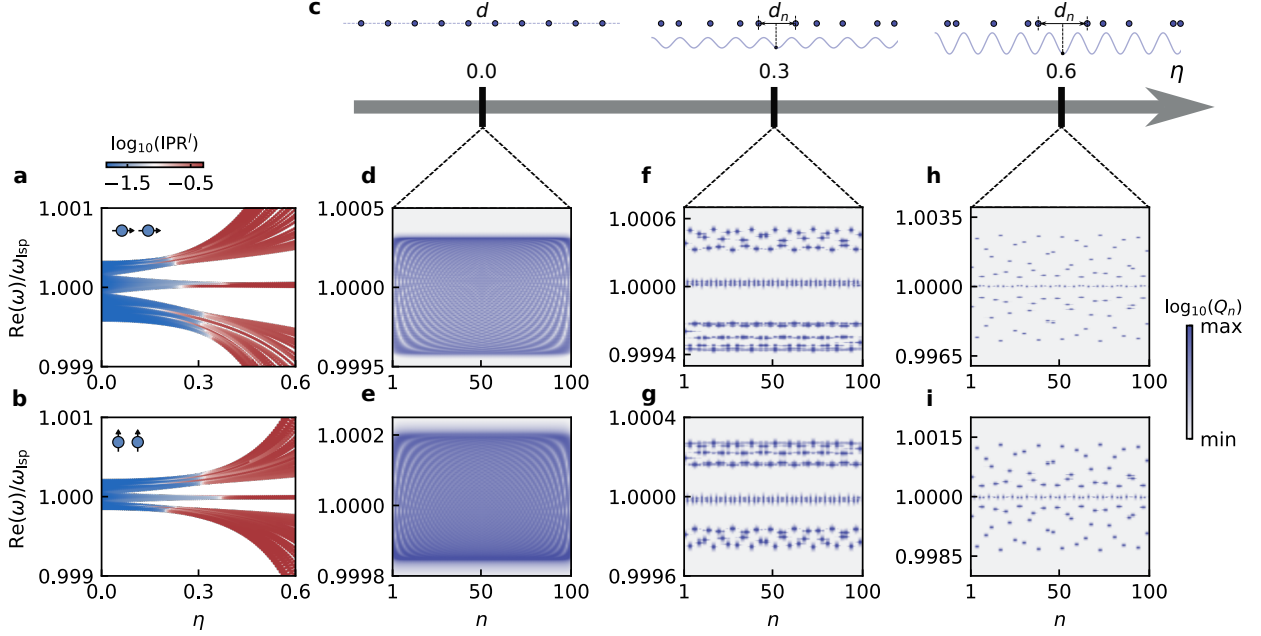 c
d
d_n
d_n
0.0
0.3
0.6
η
log₁₀(IPRˡ)
−1.5
−0.5
a
1.001
1.000
0.999
0.0
0.3
0.6
Re(ω)/ω_lsp
d
1.0005
1.0000
0.9995
1
50
100
f
1.0006
1.0000
0.9994
1
50
100
h
1.0035
1.0000
0.9965
1
50
100
log₁₀(Q_n)
max
min
b
1.001
1.000
0.999
0.0
0.3
0.6
Re(ω)/ω_lsp
η
e
1.0002
1.0000
0.9998
1
50
100
n
g
1.0004
1.0000
0.9996
1
50
100
n
i
1.0015
1.0000
0.9985
1
50
100
n